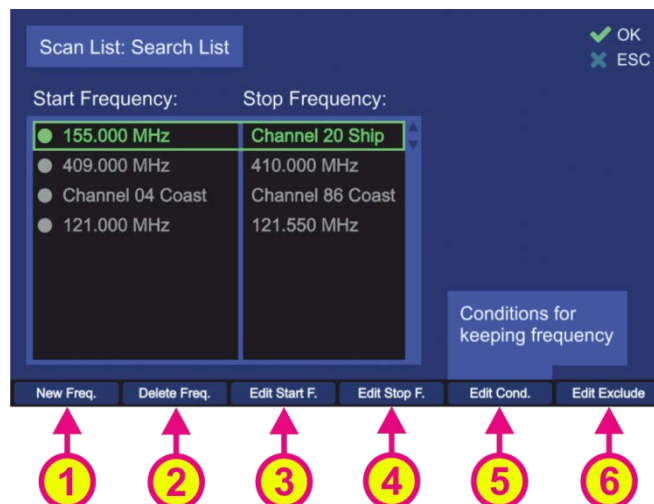 Scan List: Search List
OK
ESC
Start Frequency: Stop Frequency:
155.000 MHz Channel 20 Ship
409.000 MHz 410.000 MHz
Channel 04 Coast Channel 86 Coast
121.000 MHz 121.550 MHz
Conditions for
keeping frequency
New Freq. Delete Freq. Edit Start F. Edit Stop F. Edit Cond. Edit Exclude
1 2 3 4 5 6